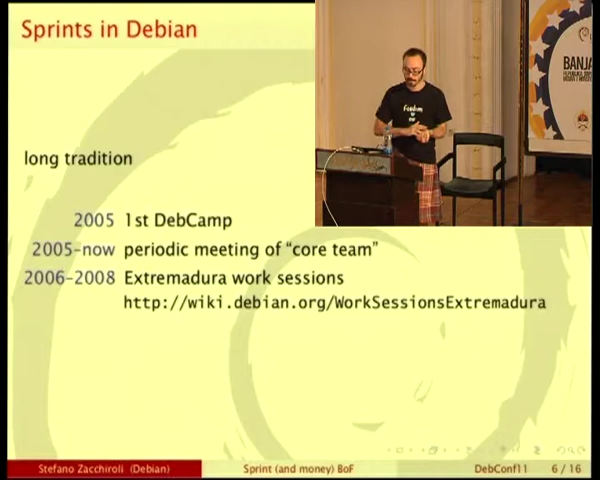 Sprints in Debian
long tradition
2005 1st DebCamp
2005–now periodic meeting of “core team”
2006–2008 Extremadura work sessions
http://wiki.debian.org/WorkSessionsExtremadura
freedom
BANJA
Stefano Zacchiroli (Debian) Sprint (and money) BoF DebConf11 6 / 16